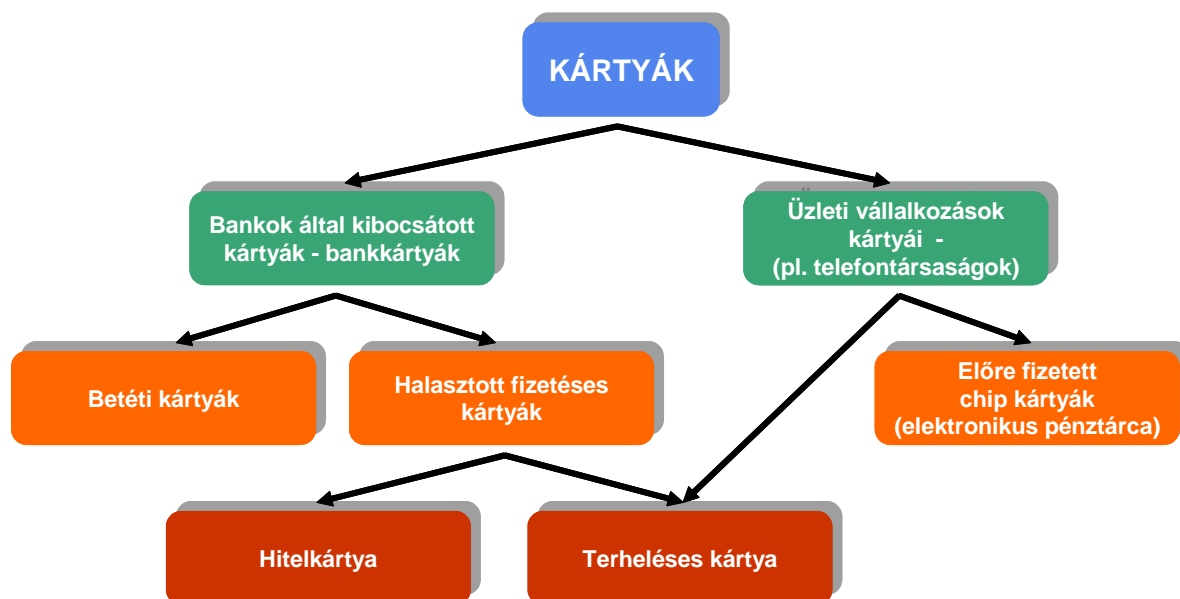 KÁRTYÁK
Bankok által kibocsátott
kártyák - bankkártyák
Üzleti vállalkozások
kártyái -
(pl. telefontársaságok)
Betéti kártyák
Halasztott fizetéses
kártyák
Előre fizetett
chip kártyák
(elektronikus pénztárca)
Hitelkártya
Terheléses kártya